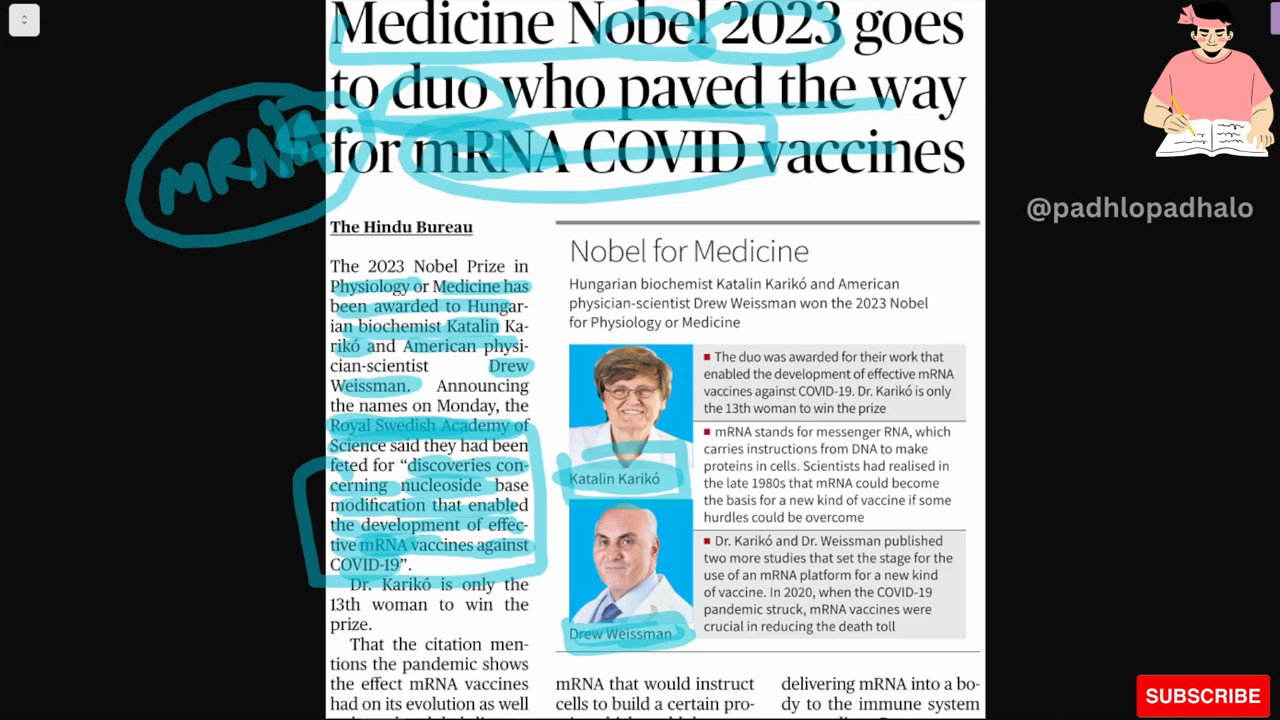 Medicine Nobel 2023 goes
to duo who paved the way
for mRNA COVID vaccines
MRNA
@padhlopadhalo
The Hindu Bureau
The 2023 Nobel Prize in
Physiology or Medicine has
been awarded to Hungar-
ian biochemist Katalin Ka-
rikó and American physi-
cian-scientist Drew
Weissman. Announcing
the names on Monday, the
Royal Swedish Academy of
Science said they had been
feted for “discoveries con-
cerning nucleoside base
modification that enabled
the development of effec-
tive mRNA vaccines against
COVID-19”.
Dr. Karikó is only the
13th woman to win the
prize.
That the citation men-
tions the pandemic shows
the effect mRNA vaccines
had on its evolution as well
Nobel for Medicine
Hungarian biochemist Katalin Karikó and American
physician-scientist Drew Weissman won the 2023 Nobel
for Physiology or Medicine
Katalin Karikó
Drew Weissman
The duo was awarded for their work that
enabled the development of effective mRNA
vaccines against COVID-19. Dr. Karikó is only
the 13th woman to win the prize
mRNA stands for messenger RNA, which
carries instructions from DNA to make
proteins in cells. Scientists had realised in
the late 1980s that mRNA could become
the basis for a new kind of vaccine if some
hurdles could be overcome
Dr. Karikó and Dr. Weissman published
two more studies that set the stage for the
use of an mRNA platform for a new kind
of vaccine. In 2020, when the COVID-19
pandemic struck, mRNA vaccines were
crucial in reducing the death toll
mRNA that would instruct
cells to build a certain pro-
delivering mRNA into a bo-
dy to the immune system
SUBSCRIBE